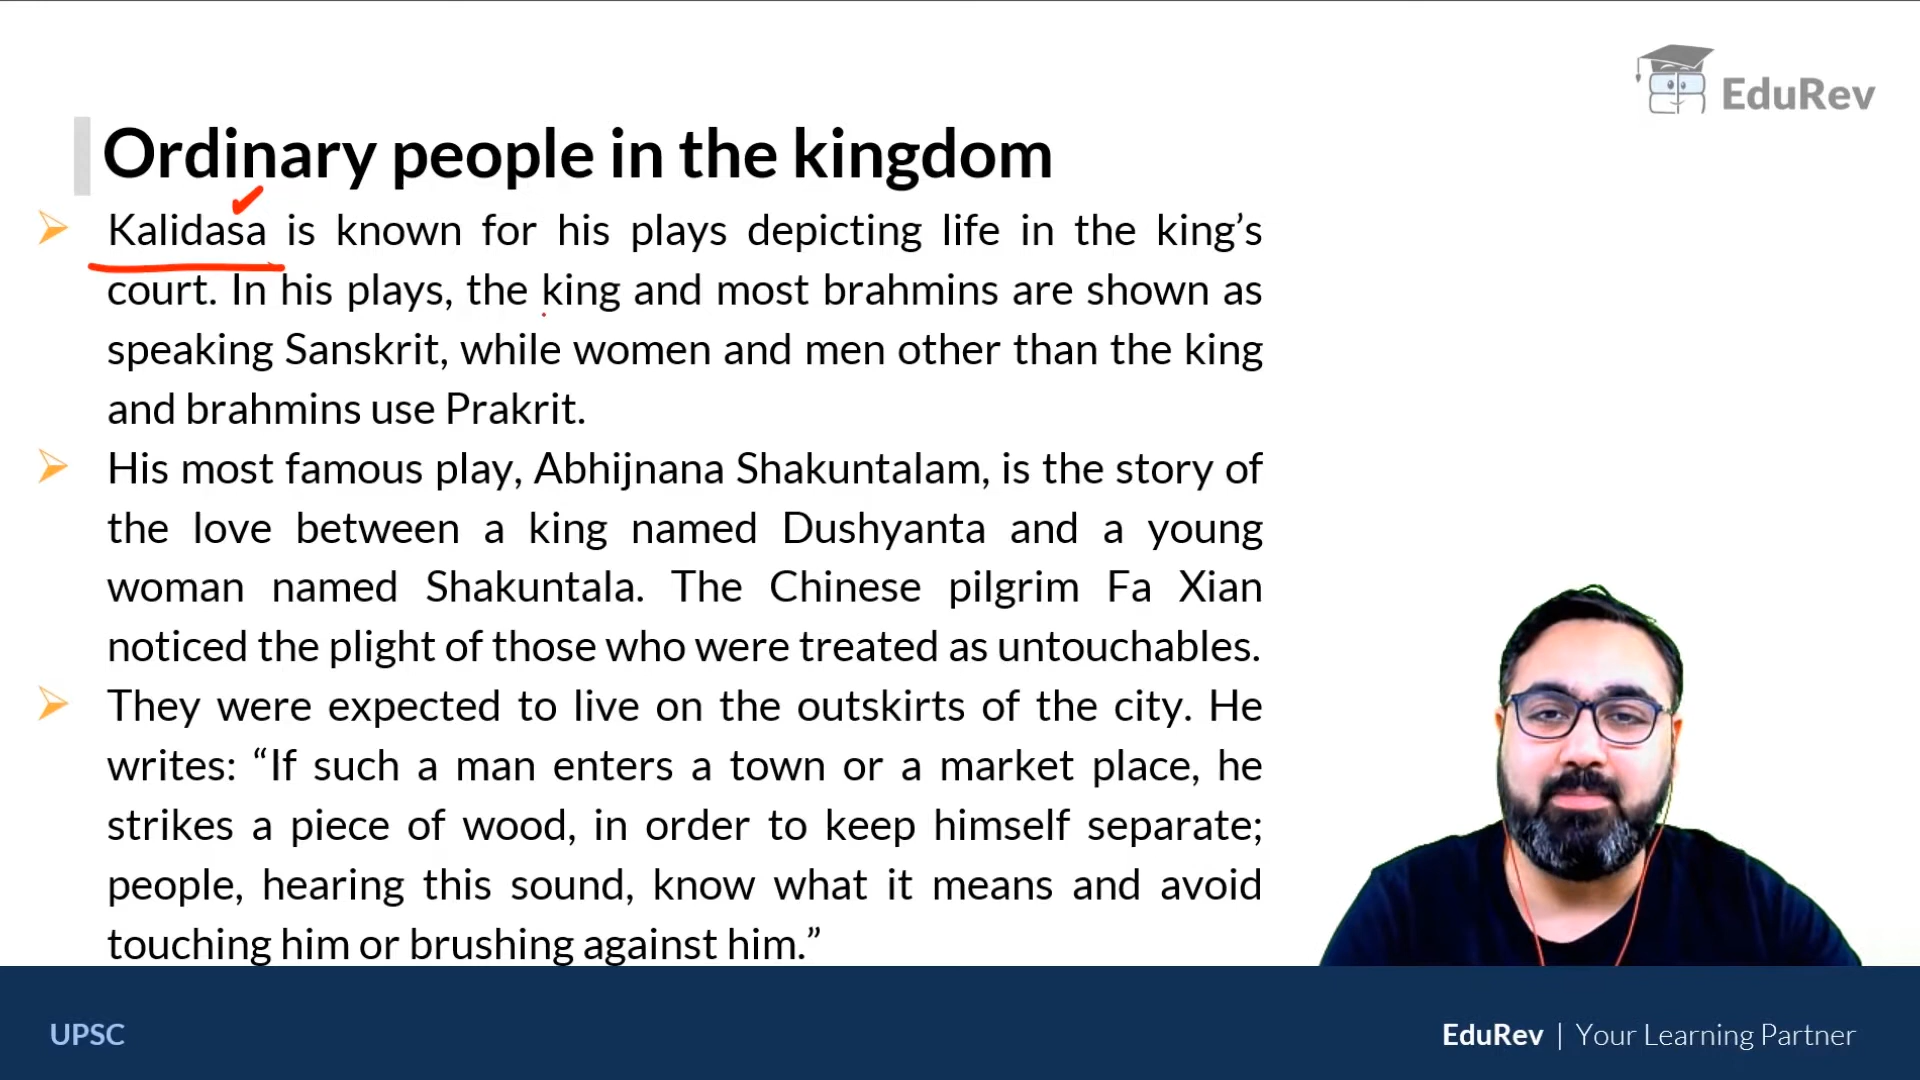 EduRev
Ordinary people in the kingdom
Kalidasa is known for his plays depicting life in the king’s
court. In his plays, the king and most brahmins are shown as
speaking Sanskrit, while women and men other than the king
and brahmins use Prakrit.
His most famous play, Abhijnana Shakuntalam, is the story of
the love between a king named Dushyanta and a young
woman named Shakuntala. The Chinese pilgrim Fa Xian
noticed the plight of those who were treated as untouchables.
They were expected to live on the outskirts of the city. He
writes: “If such a man enters a town or a market place, he
strikes a piece of wood, in order to keep himself separate;
people, hearing this sound, know what it means and avoid
touching him or brushing against him.”
UPSC
EduRev | Your Learning Partner